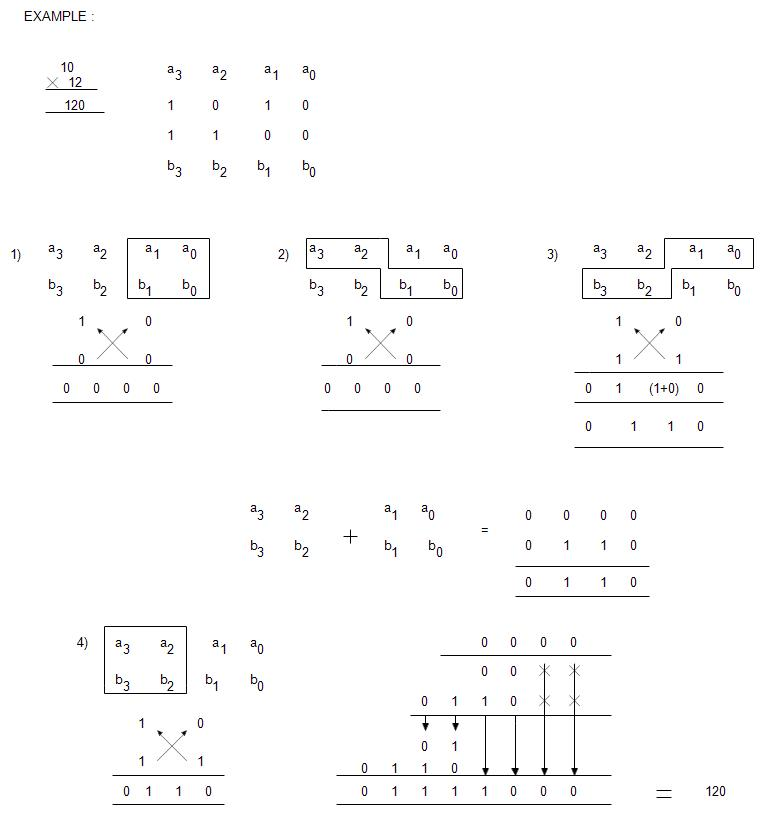 EXAMPLE :
10
× 12
120
a3 a2 a1 a0
1 0 1 0
1 1 0 0
b3 b2 b1 b0
1) a3 a2 a1 a0
b3 b2 b1 b0
1 0
0 0
0 0 0 0
2) a3 a2 a1 a0
b3 b2 b1 b0
1 0
0 0
0 0 0 0
3) a3 a2 a1 a0
b3 b2 b1 b0
1 0
1 1
0 1 (1+0) 0
0 1 1 0
a3 a2 + a1 a0 = 0 0 0 0
b3 b2 b1 b0 0 1 1 0
0 1 1 0
4) a3 a2 a1 a0
b3 b2 b1 b0
1 0
1 1
0 1 1 0
0 0 0 0
0 0 × ×
0 1 1 0 × ×
0 1
0 1 1 0
0 1 1 1 1 0 0 0 = 120